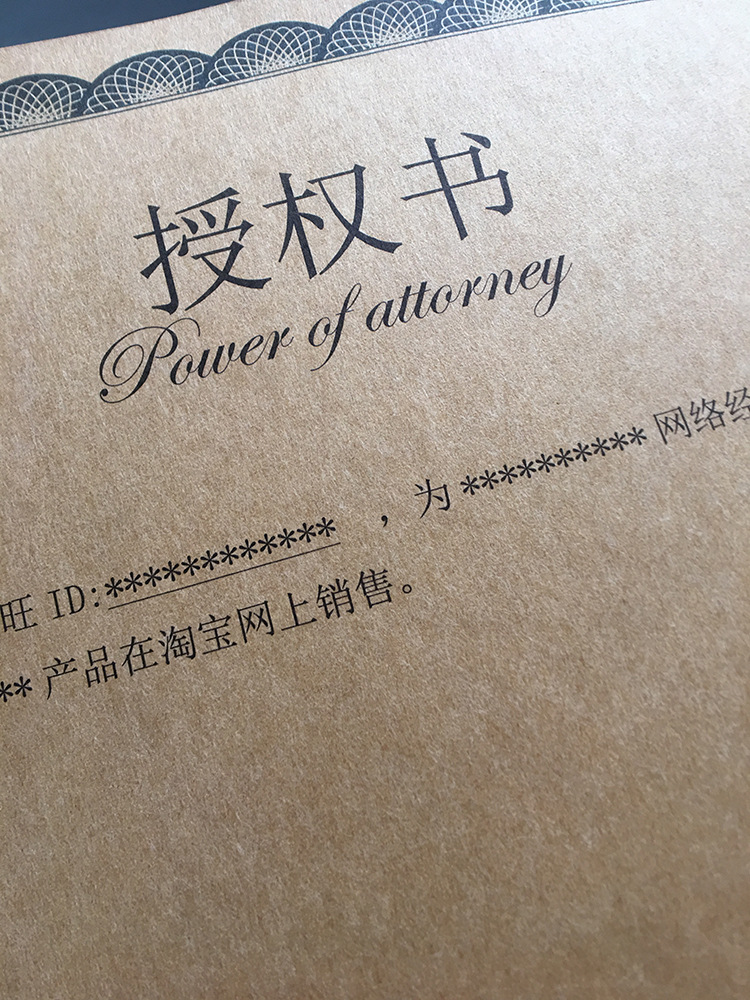 授权书
Power of attorney
旺 ID:************ ，为 ********** 网络经
** 产品在淘宝网上销售。